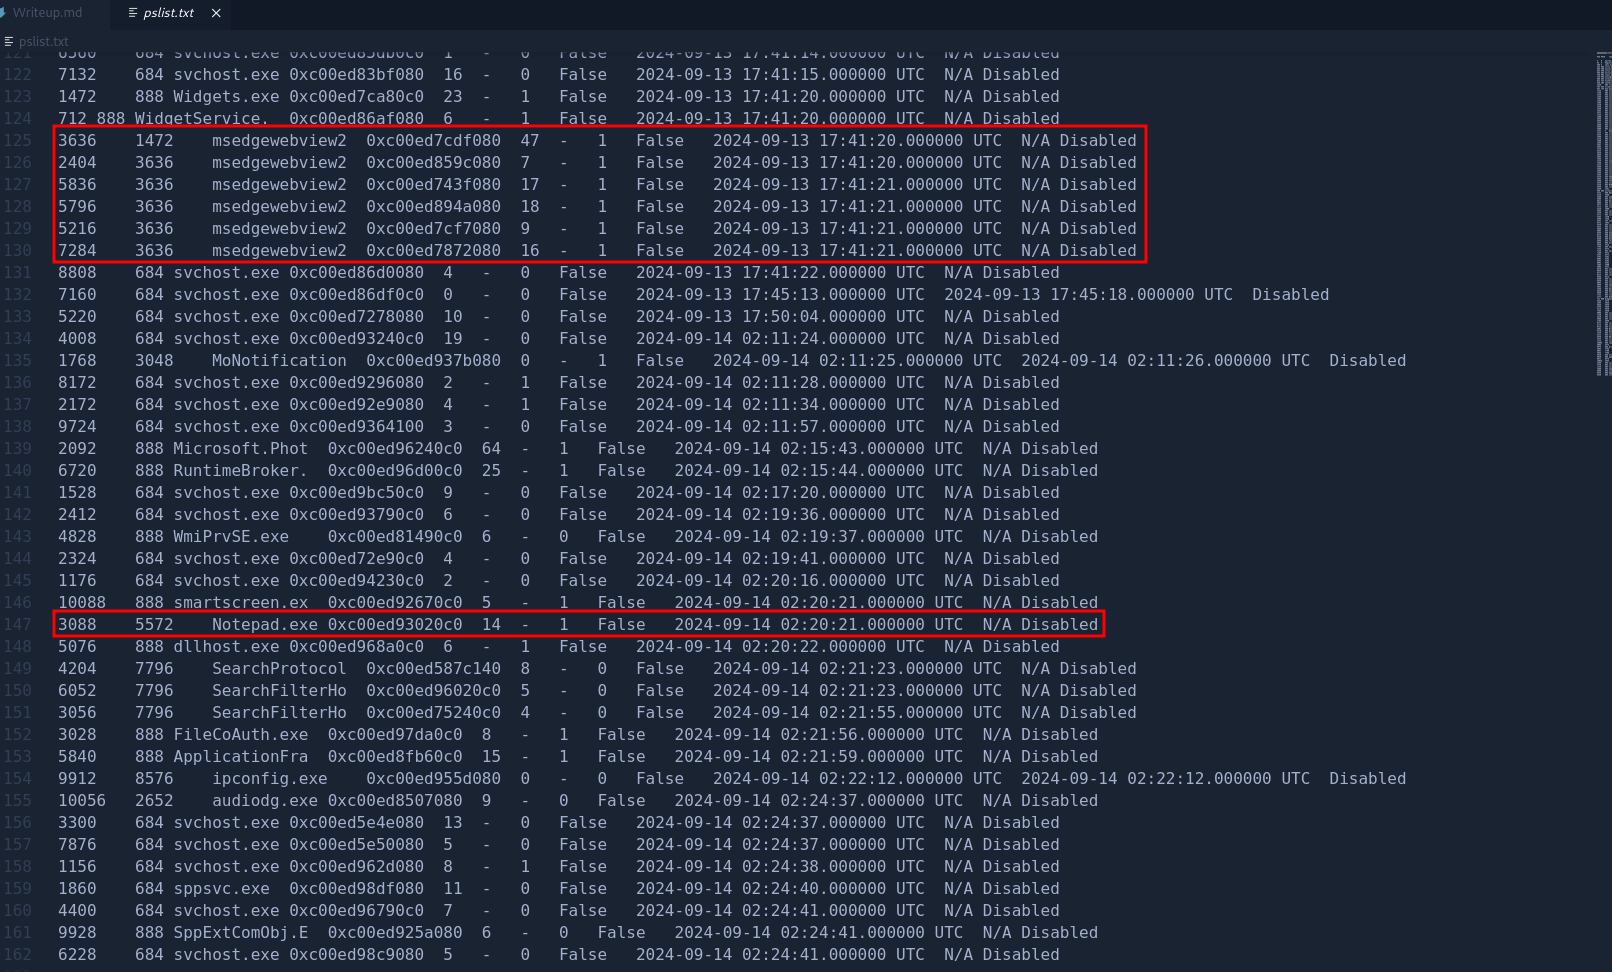 Writeup.md pslist.txt ×
pslist.txt
121 6560 684 svchost.exe 0xc00ed85db0c0 1 - 0 False 2024-09-13 17:41:14.000000 UTC N/A Disabled
122 7132 684 svchost.exe 0xc00ed83bf080 16 - 0 False 2024-09-13 17:41:15.000000 UTC N/A Disabled
123 1472 888 Widgets.exe 0xc00ed7ca80c0 23 - 1 False 2024-09-13 17:41:20.000000 UTC N/A Disabled
124 712 888 WidgetService. 0xc00ed86af080 6 - 1 False 2024-09-13 17:41:20.000000 UTC N/A Disabled
125 3636 1472 msedgewebview2 0xc00ed7cdf080 47 - 1 False 2024-09-13 17:41:20.000000 UTC N/A Disabled
126 2404 3636 msedgewebview2 0xc00ed859c080 7 - 1 False 2024-09-13 17:41:20.000000 UTC N/A Disabled
127 5836 3636 msedgewebview2 0xc00ed743f080 17 - 1 False 2024-09-13 17:41:21.000000 UTC N/A Disabled
128 5796 3636 msedgewebview2 0xc00ed894a080 18 - 1 False 2024-09-13 17:41:21.000000 UTC N/A Disabled
129 5216 3636 msedgewebview2 0xc00ed7cf7080 9 - 1 False 2024-09-13 17:41:21.000000 UTC N/A Disabled
130 7284 3636 msedgewebview2 0xc00ed7872080 16 - 1 False 2024-09-13 17:41:21.000000 UTC N/A Disabled
131 8808 684 svchost.exe 0xc00ed86d0080 4 - 0 False 2024-09-13 17:41:22.000000 UTC N/A Disabled
132 7160 684 svchost.exe 0xc00ed86df0c0 0 - 0 False 2024-09-13 17:45:13.000000 UTC 2024-09-13 17:45:18.000000 UTC Disabled
133 5220 684 svchost.exe 0xc00ed7278080 10 - 0 False 2024-09-13 17:50:04.000000 UTC N/A Disabled
134 4008 684 svchost.exe 0xc00ed93240c0 19 - 0 False 2024-09-14 02:11:24.000000 UTC N/A Disabled
135 1768 3048 MoNotification 0xc00ed937b080 0 - 1 False 2024-09-14 02:11:25.000000 UTC 2024-09-14 02:11:26.000000 UTC Disabled
136 8172 684 svchost.exe 0xc00ed9296080 2 - 1 False 2024-09-14 02:11:28.000000 UTC N/A Disabled
137 2172 684 svchost.exe 0xc00ed92e9080 4 - 1 False 2024-09-14 02:11:34.000000 UTC N/A Disabled
138 9724 684 svchost.exe 0xc00ed9364100 3 - 0 False 2024-09-14 02:11:57.000000 UTC N/A Disabled
139 2092 888 Microsoft.Phot 0xc00ed96240c0 64 - 1 False 2024-09-14 02:15:43.000000 UTC N/A Disabled
140 6720 888 RuntimeBroker. 0xc00ed96d00c0 25 - 1 False 2024-09-14 02:15:44.000000 UTC N/A Disabled
141 1528 684 svchost.exe 0xc00ed9bc50c0 9 - 0 False 2024-09-14 02:17:20.000000 UTC N/A Disabled
142 2412 684 svchost.exe 0xc00ed93790c0 6 - 0 False 2024-09-14 02:19:36.000000 UTC N/A Disabled
143 4828 888 WmiPrvSE.exe 0xc00ed81490c0 6 - 0 False 2024-09-14 02:19:37.000000 UTC N/A Disabled
144 2324 684 svchost.exe 0xc00ed72e90c0 4 - 0 False 2024-09-14 02:19:41.000000 UTC N/A Disabled
145 1176 684 svchost.exe 0xc00ed94230c0 2 - 0 False 2024-09-14 02:20:16.000000 UTC N/A Disabled
146 10088 888 smartscreen.ex 0xc00ed92670c0 5 - 1 False 2024-09-14 02:20:21.000000 UTC N/A Disabled
147 3088 5572 Notepad.exe 0xc00ed93020c0 14 - 1 False 2024-09-14 02:20:21.000000 UTC N/A Disabled
148 5076 888 dllhost.exe 0xc00ed968a0c0 6 - 1 False 2024-09-14 02:20:22.000000 UTC N/A Disabled
149 4204 7796 SearchProtocol 0xc00ed587c140 8 - 0 False 2024-09-14 02:21:23.000000 UTC N/A Disabled
150 6052 7796 SearchFilterHo 0xc00ed96020c0 5 - 0 False 2024-09-14 02:21:23.000000 UTC N/A Disabled
151 3056 7796 SearchFilterHo 0xc00ed75240c0 4 - 0 False 2024-09-14 02:21:55.000000 UTC N/A Disabled
152 3028 888 FileCoAuth.exe 0xc00ed97da0c0 8 - 1 False 2024-09-14 02:21:56.000000 UTC N/A Disabled
153 5840 888 ApplicationFra 0xc00ed8fb60c0 15 - 1 False 2024-09-14 02:21:59.000000 UTC N/A Disabled
154 9912 8576 ipconfig.exe 0xc00ed955d080 0 - 0 False 2024-09-14 02:22:12.000000 UTC 2024-09-14 02:22:12.000000 UTC Disabled
155 10056 2652 audiodg.exe 0xc00ed8507080 9 - 0 False 2024-09-14 02:24:37.000000 UTC N/A Disabled
156 3300 684 svchost.exe 0xc00ed5e4e080 13 - 0 False 2024-09-14 02:24:37.000000 UTC N/A Disabled
157 7876 684 svchost.exe 0xc00ed5e50080 5 - 0 False 2024-09-14 02:24:37.000000 UTC N/A Disabled
158 1156 684 svchost.exe 0xc00ed962d080 8 - 1 False 2024-09-14 02:24:38.000000 UTC N/A Disabled
159 1860 684 sppsvc.exe 0xc00ed98df080 11 - 0 False 2024-09-14 02:24:40.000000 UTC N/A Disabled
160 4400 684 svchost.exe 0xc00ed96790c0 7 - 0 False 2024-09-14 02:24:41.000000 UTC N/A Disabled
161 9928 888 SppExtComObj.E 0xc00ed925a080 6 - 0 False 2024-09-14 02:24:41.000000 UTC N/A Disabled
162 6228 684 svchost.exe 0xc00ed98c9080 5 - 0 False 2024-09-14 02:24:41.000000 UTC N/A Disabled